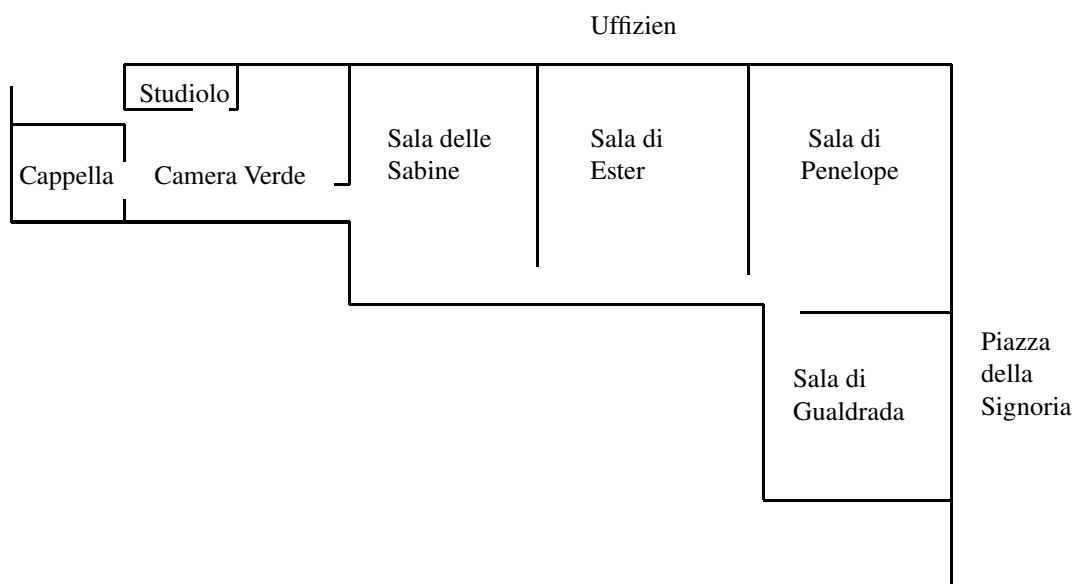 Uffizien
Studiolo
Cappella
Camera Verde
Sala delle
Sabine
Sala di
Ester
Sala di
Penelope
Sala di
Gualdrada
Piazza
della
Signoria